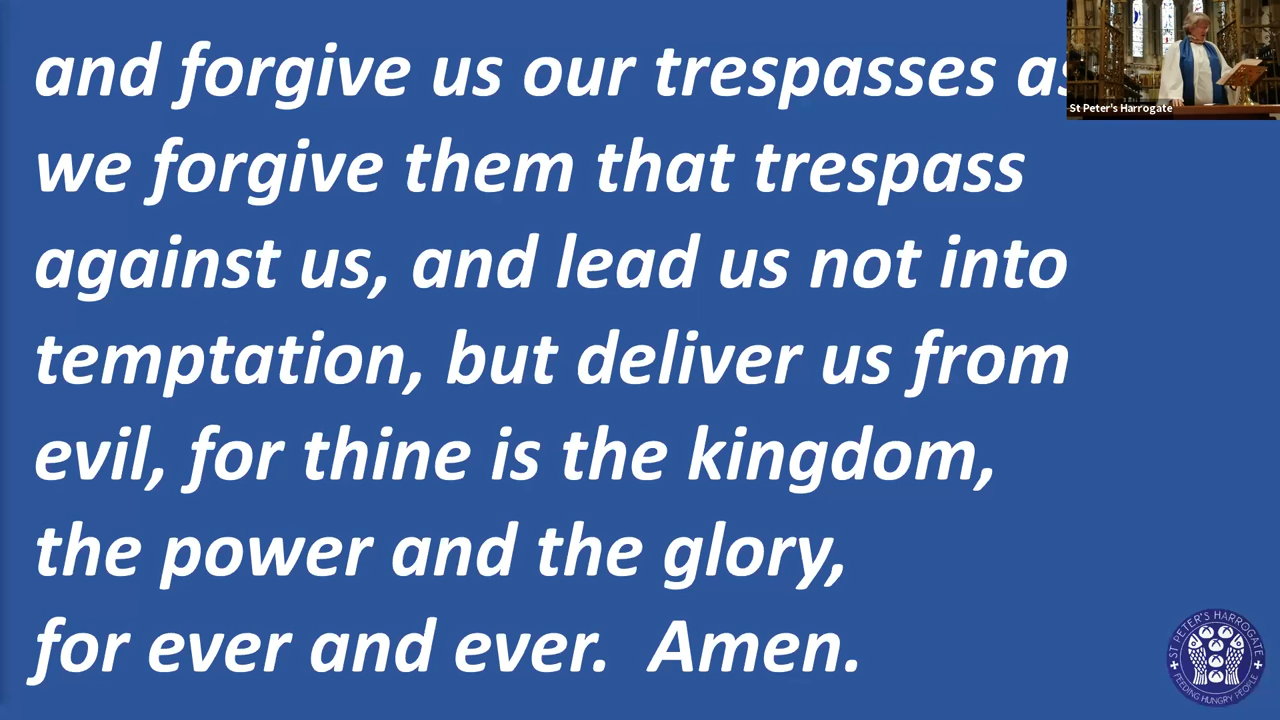 and forgive us our trespasses as
we forgive them that trespass
against us, and lead us not into
temptation, but deliver us from
evil, for thine is the kingdom,
the power and the glory,
for ever and ever. Amen.
St Peter's Harrogate
ST PETER'S HARROGATE
FEEDING HUNGRY PEOPLE